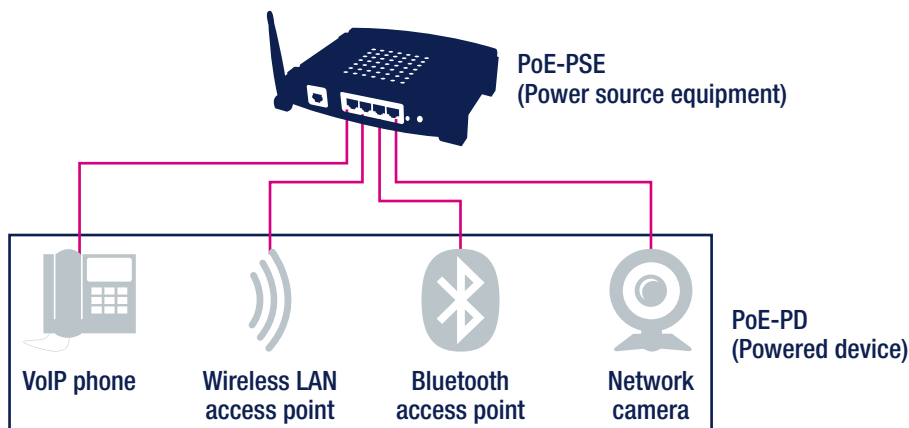 PoE-PSE
(Power source equipment)
VoIP phone
Wireless LAN
access point
Bluetooth
access point
Network
camera
PoE-PD
(Powered device)